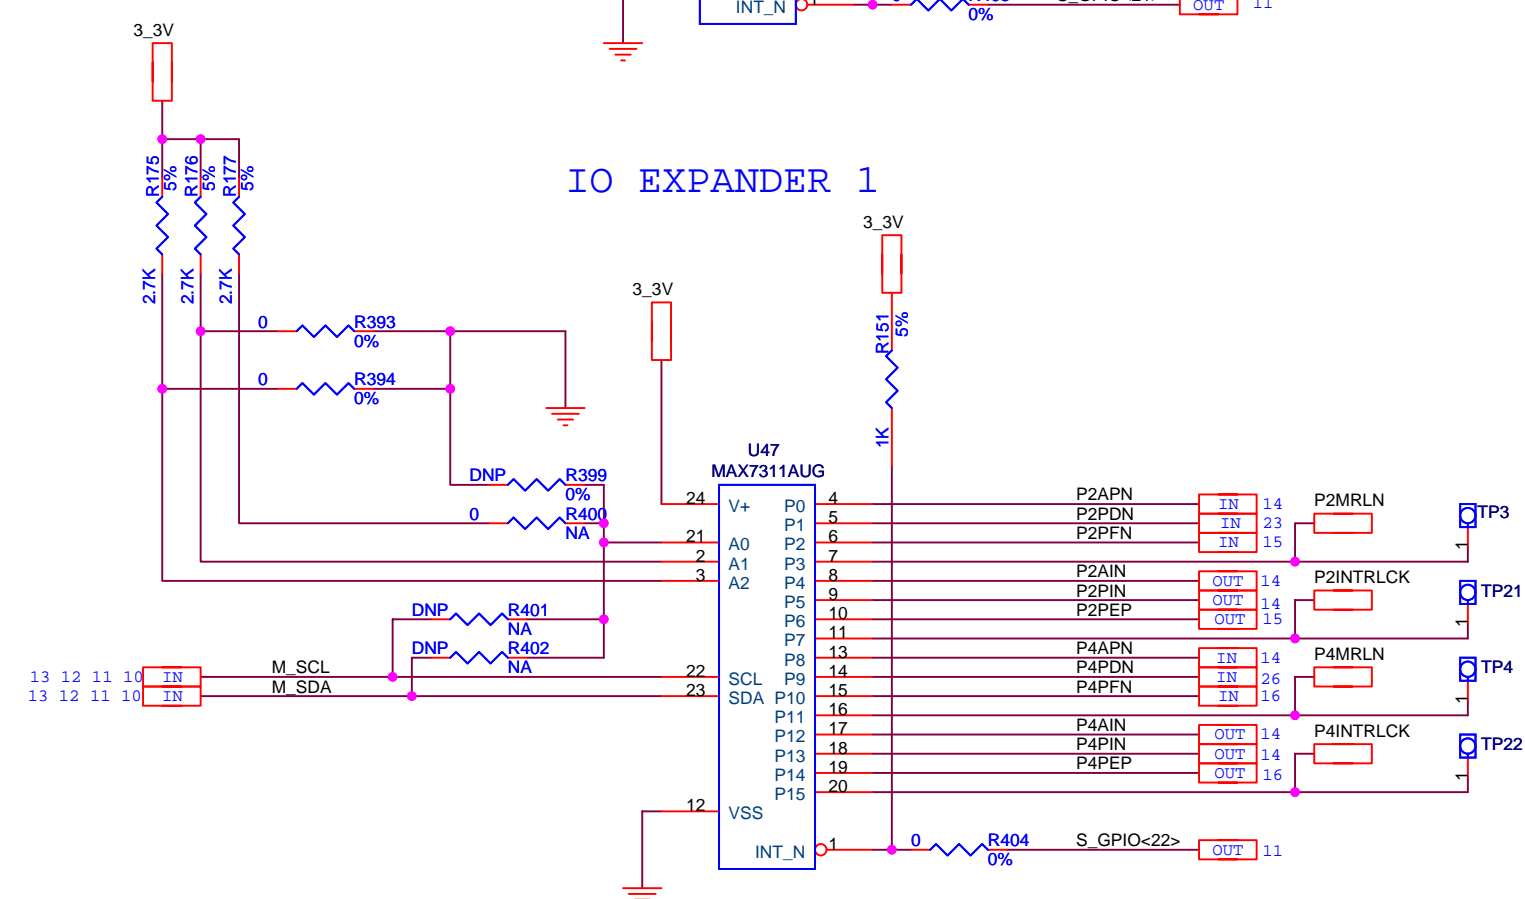 INT_N
1
0%
OUT
11
3_3V
R175
5%
R176
5%
R177
5%
2.7K
2.7K
2.7K
IO EXPANDER 1
3_3V
R151
5%
1K
3_3V
0
R393
0%
0
R394
0%
DNP
R399
0%
0
R400
NA
DNP
R401
NA
DNP
R402
NA
13 12 11 10
IN
M_SCL
13 12 11 10
IN
M_SDA
U47
MAX7311AUG
24
V+
21
A0
2
A1
3
A2
22
SCL
23
SDA
12
VSS
P0
4
P2APN
IN
14
P1
5
P2PDN
IN
23
P2
6
P2PFN
IN
15
P3
7
P2MRLN
TP3
1
P4
8
P2AIN
OUT
14
P5
9
P2PIN
OUT
14
P6
10
P2PEP
OUT
15
P7
11
P2INTRLCK
TP21
1
P8
13
P4APN
IN
14
P9
14
P4PDN
IN
26
P10
15
P4PFN
IN
16
P11
16
P4MRLN
TP4
1
P12
17
P4AIN
OUT
14
P13
18
P4PIN
OUT
14
P14
19
P4PEP
OUT
16
P15
20
P4INTRLCK
TP22
1
INT_N
1
0
R404
0%
S_GPIO<22>
OUT
11